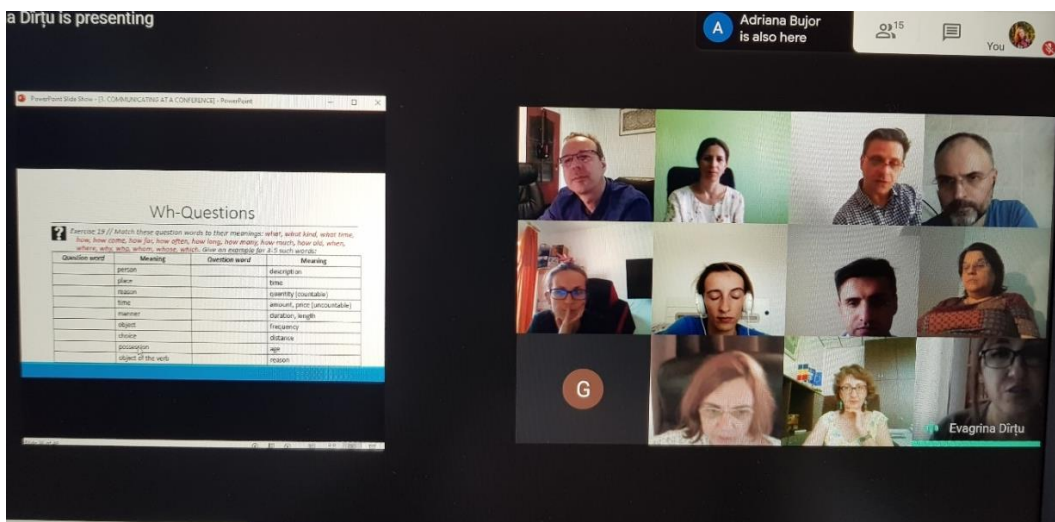 a Dîrțu is presenting
A
Adriana Bujor
is also here
15
You
PowerPoint Slide Show - [1. COMMUNICATING AT A CONFERENCE] - PowerPoint
Wh-Questions
?
Exercise 19 // Match these question words to their meanings: what, what kind, what time,
how, how come, how far, how often, how long, how many, how much, how old, when,
where, why, who, whom, whose, which. Give an example for 3-5 such words:
Question word Meaning Question word Meaning
person description
place time
reason quantity (countable)
time amount, price (uncountable)
manner duration, length
object frequency
choice distance
possession age
object of the verb reason
G
Evagrina Dîrțu